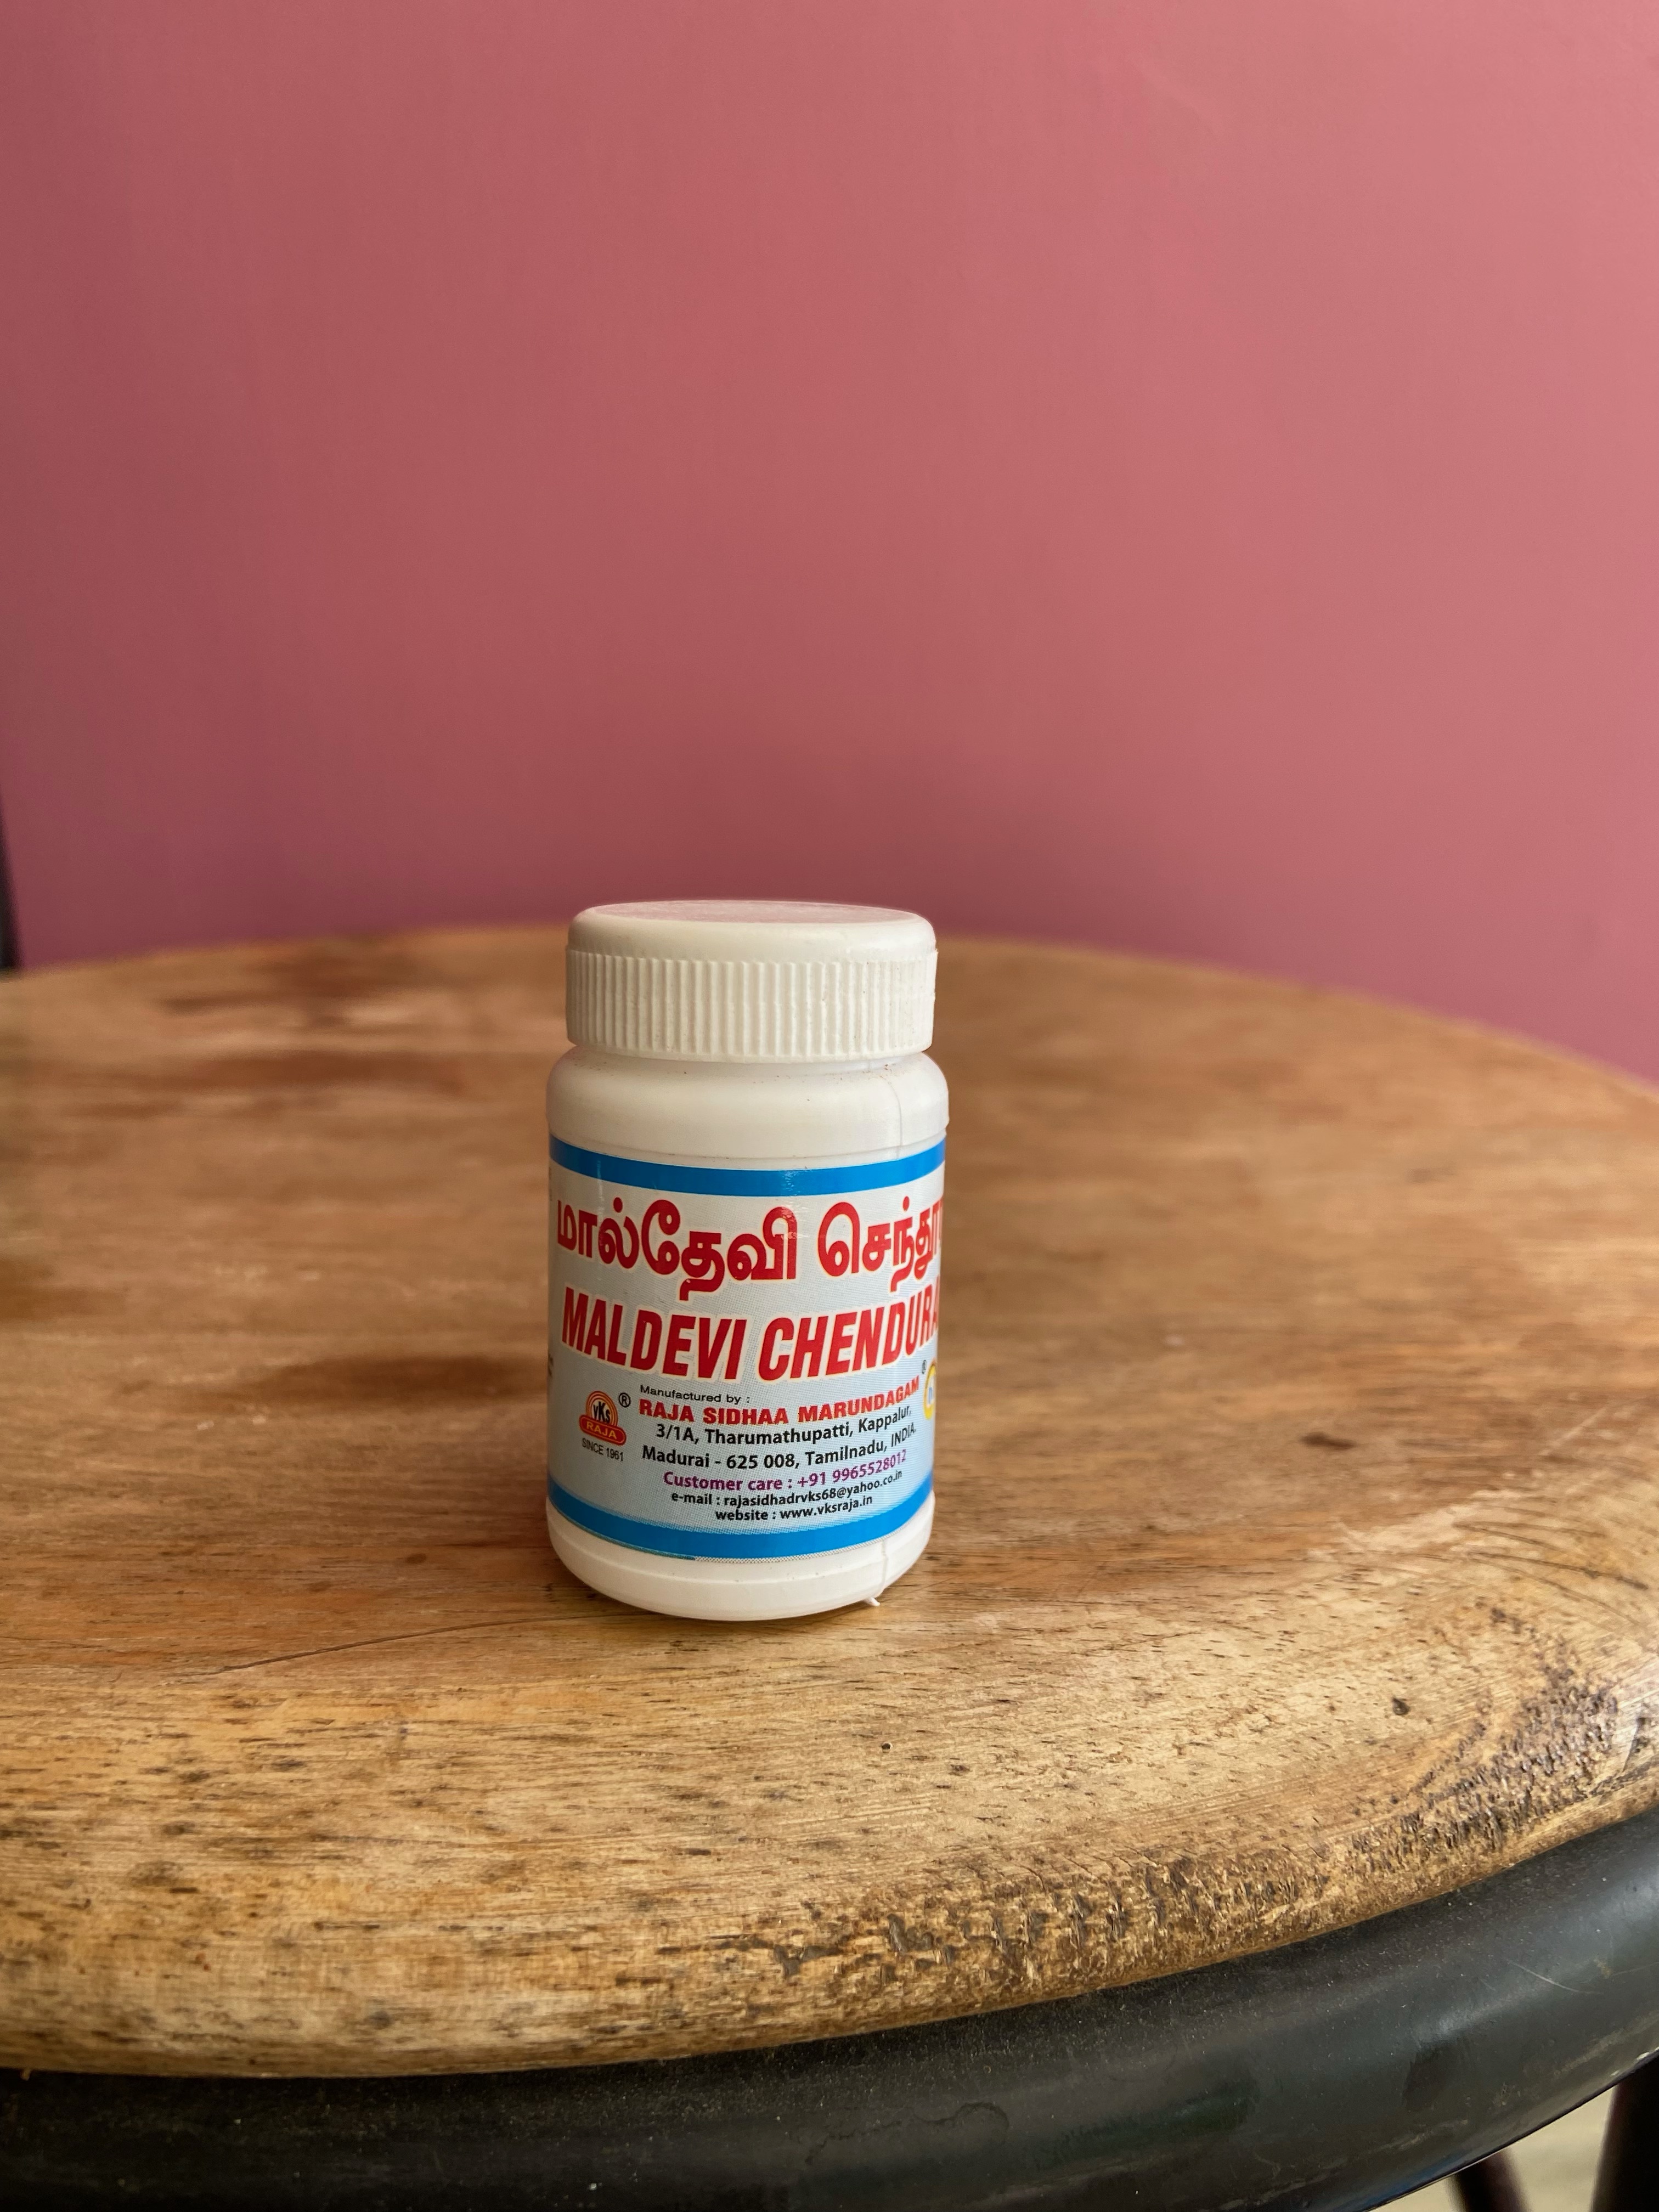 மால்தேவி செந்தூ
MALDEVI CHENDURA
Manufactured by :
RAJA SIDHAA MARUNDAGAM ®
3/1A, Tharumathupatti, Kappalur,
Madurai - 625 008, Tamilnadu, INDIA.
Customer care : +91 9965528012
e-mail : rajasidhadrvks68@yahoo.co.in
website : www.vksraja.in
VKS ®
RAJA
SINCE 1961